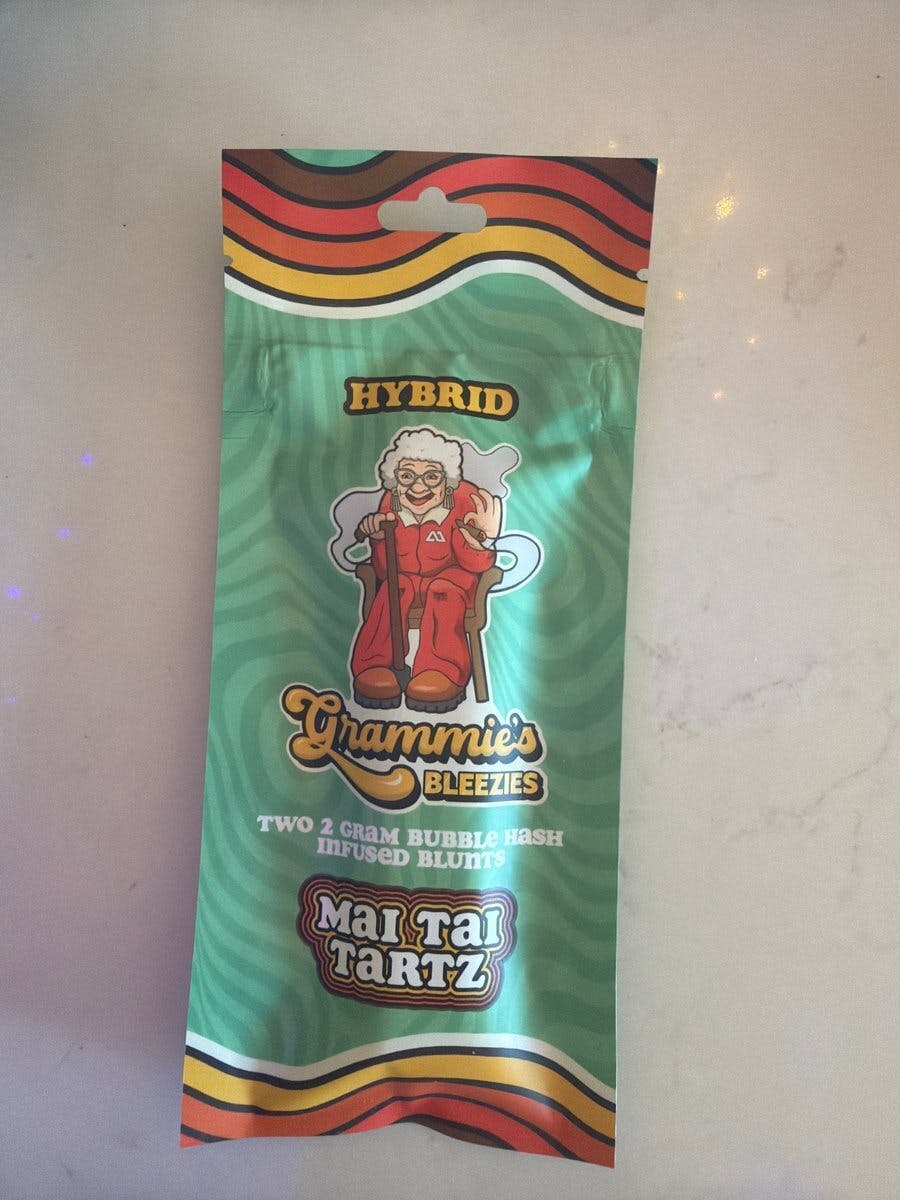 HYBRID
Grammie's
BLEEZIES
TWO 2 GRAM BUBBLE HASH
INFUSED BLUNTS
MAI TAI
TARTZ